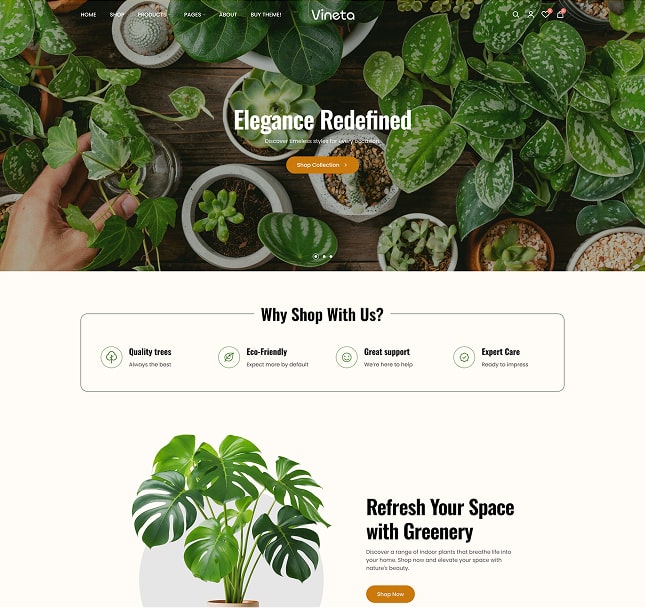 HOME SHOP PRODUCTS PAGES ABOUT BUY THEME! Vineta
Elegance Redefined
Discover timeless styles for every occasion.
Shop Collection
Why Shop With Us?
Quality trees
Always the best
Eco-Friendly
Expect more by default
Great support
We're here to help
Expert Care
Ready to impress
Refresh Your Space
with Greenery
Discover a range of indoor plants that breathe life into
your home. Shop now and elevate your space with
nature's beauty.
Shop Now